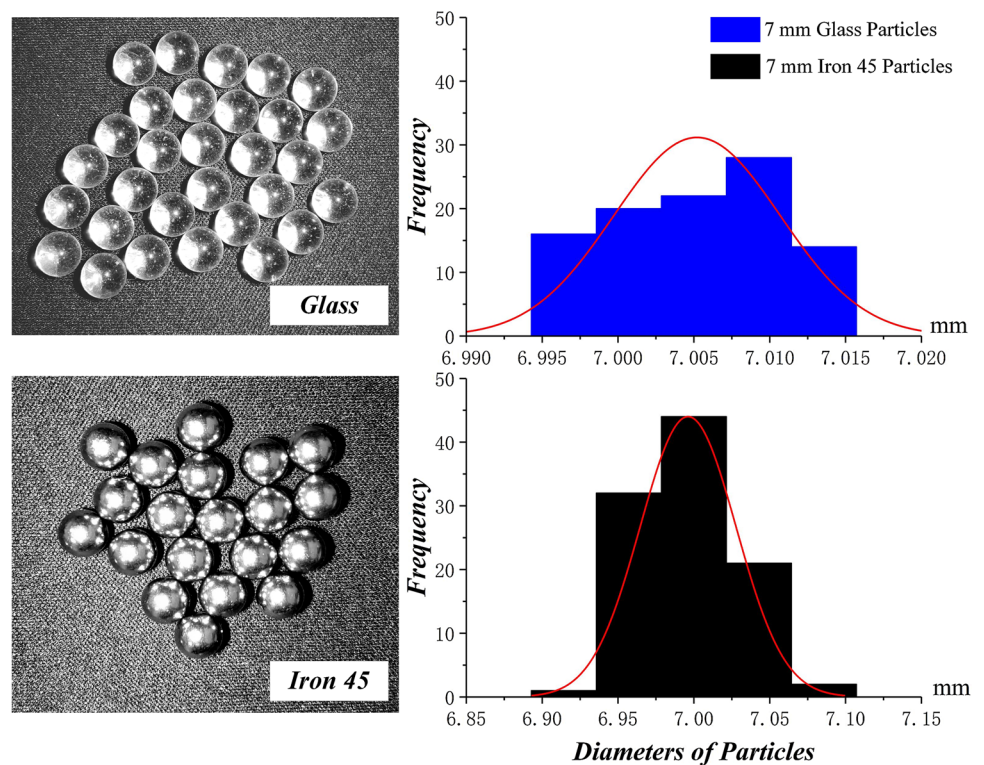 Glass
Frequency
50
40
30
20
10
0
7 mm Glass Particles
7 mm Iron 45 Particles
6.990 6.995 7.000 7.005 7.010 7.015 7.020 mm
Iron 45
Frequency
50
40
30
20
10
0
6.85 6.90 6.95 7.00 7.05 7.10 7.15 mm
Diameters of Particles